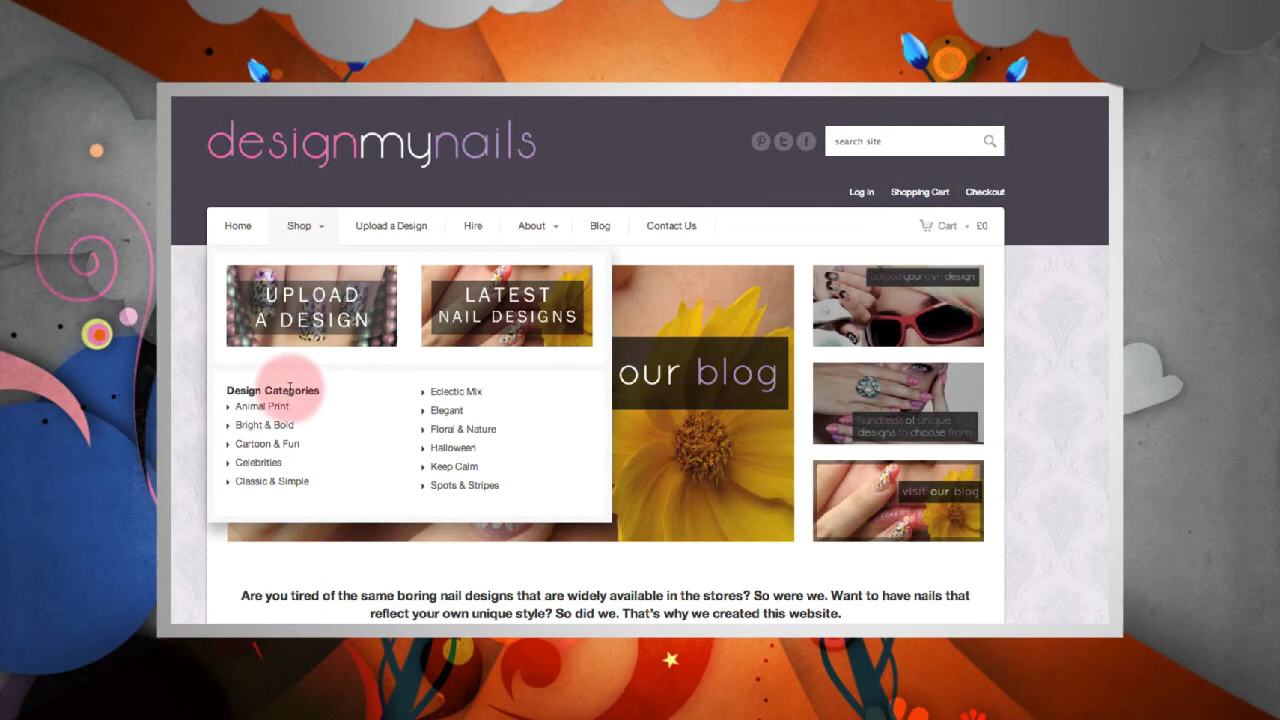 designmynails
search site
Log In
Shopping Cart
Checkout
Home
Shop
Upload a Design
Hire
About
Blog
Contact Us
Cart • £0
UPLOAD
A DESIGN
LATEST
NAIL DESIGNS
our blog
upload your own design
hundreds of unique
designs to choose from
visit our blog
Design Categories
Animal Print
Bright & Bold
Cartoon & Fun
Celebrities
Classic & Simple
Eclectic Mix
Elegant
Floral & Nature
Halloween
Keep Calm
Spots & Stripes
Are you tired of the same boring nail designs that are widely available in the stores? So were we. Want to have nails that
reflect your own unique style? So did we. That's why we created this website.